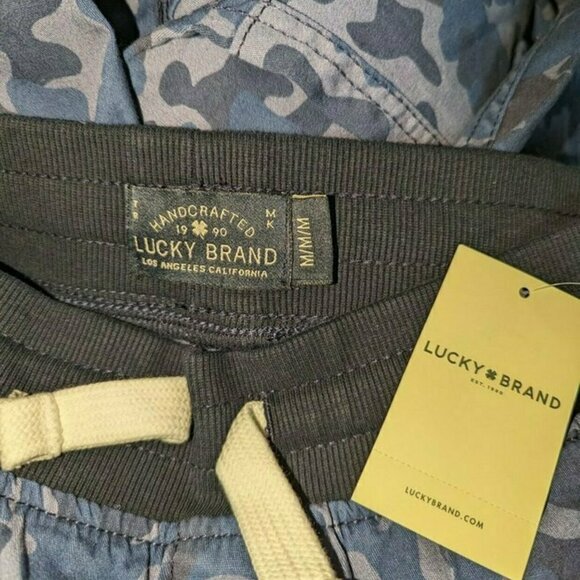 HANDCRAFTED
19 90
LUCKY BRAND
LOS ANGELES CALIFORNIA
M K
M/M/M
LUCKY BRAND
EST. 1990
LUCKYBRAND.COM